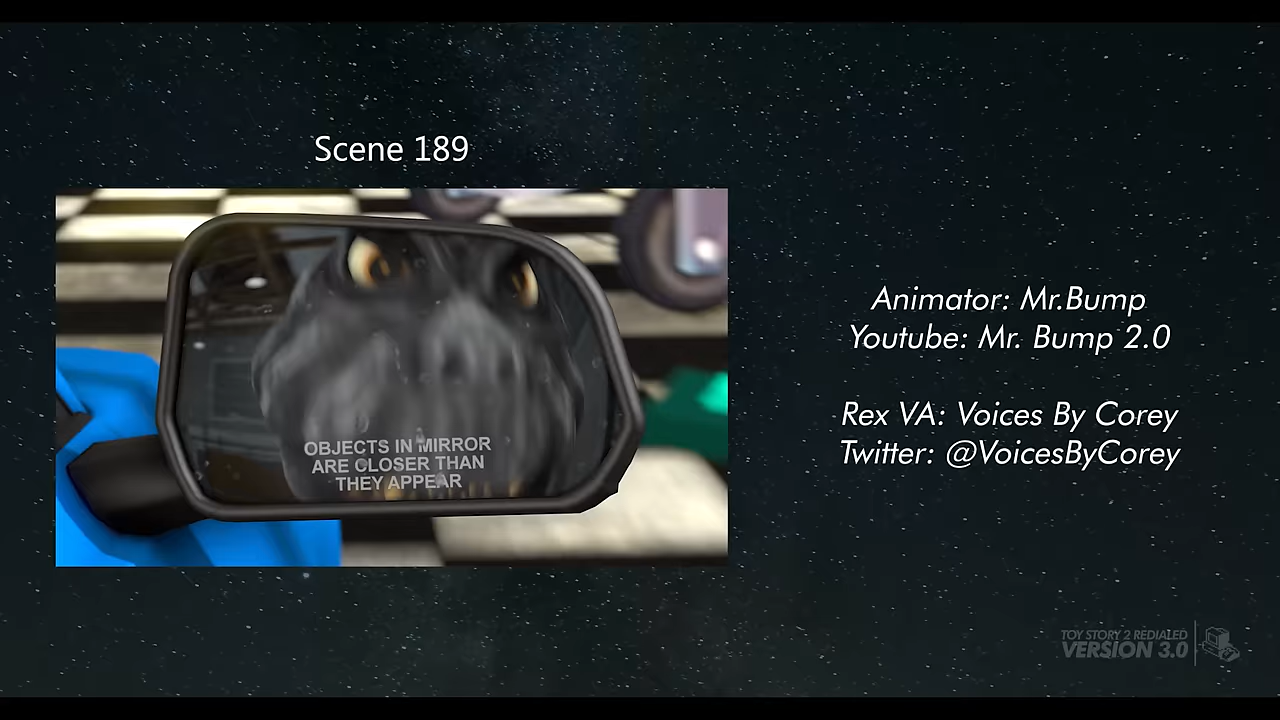 Scene 189
OBJECTS IN MIRROR
ARE CLOSER THAN
THEY APPEAR
Animator: Mr.Bump
Youtube: Mr. Bump 2.0
Rex VA: Voices By Corey
Twitter: @VoicesByCorey
TOY STORY 2 REDIALED
VERSION 3.0